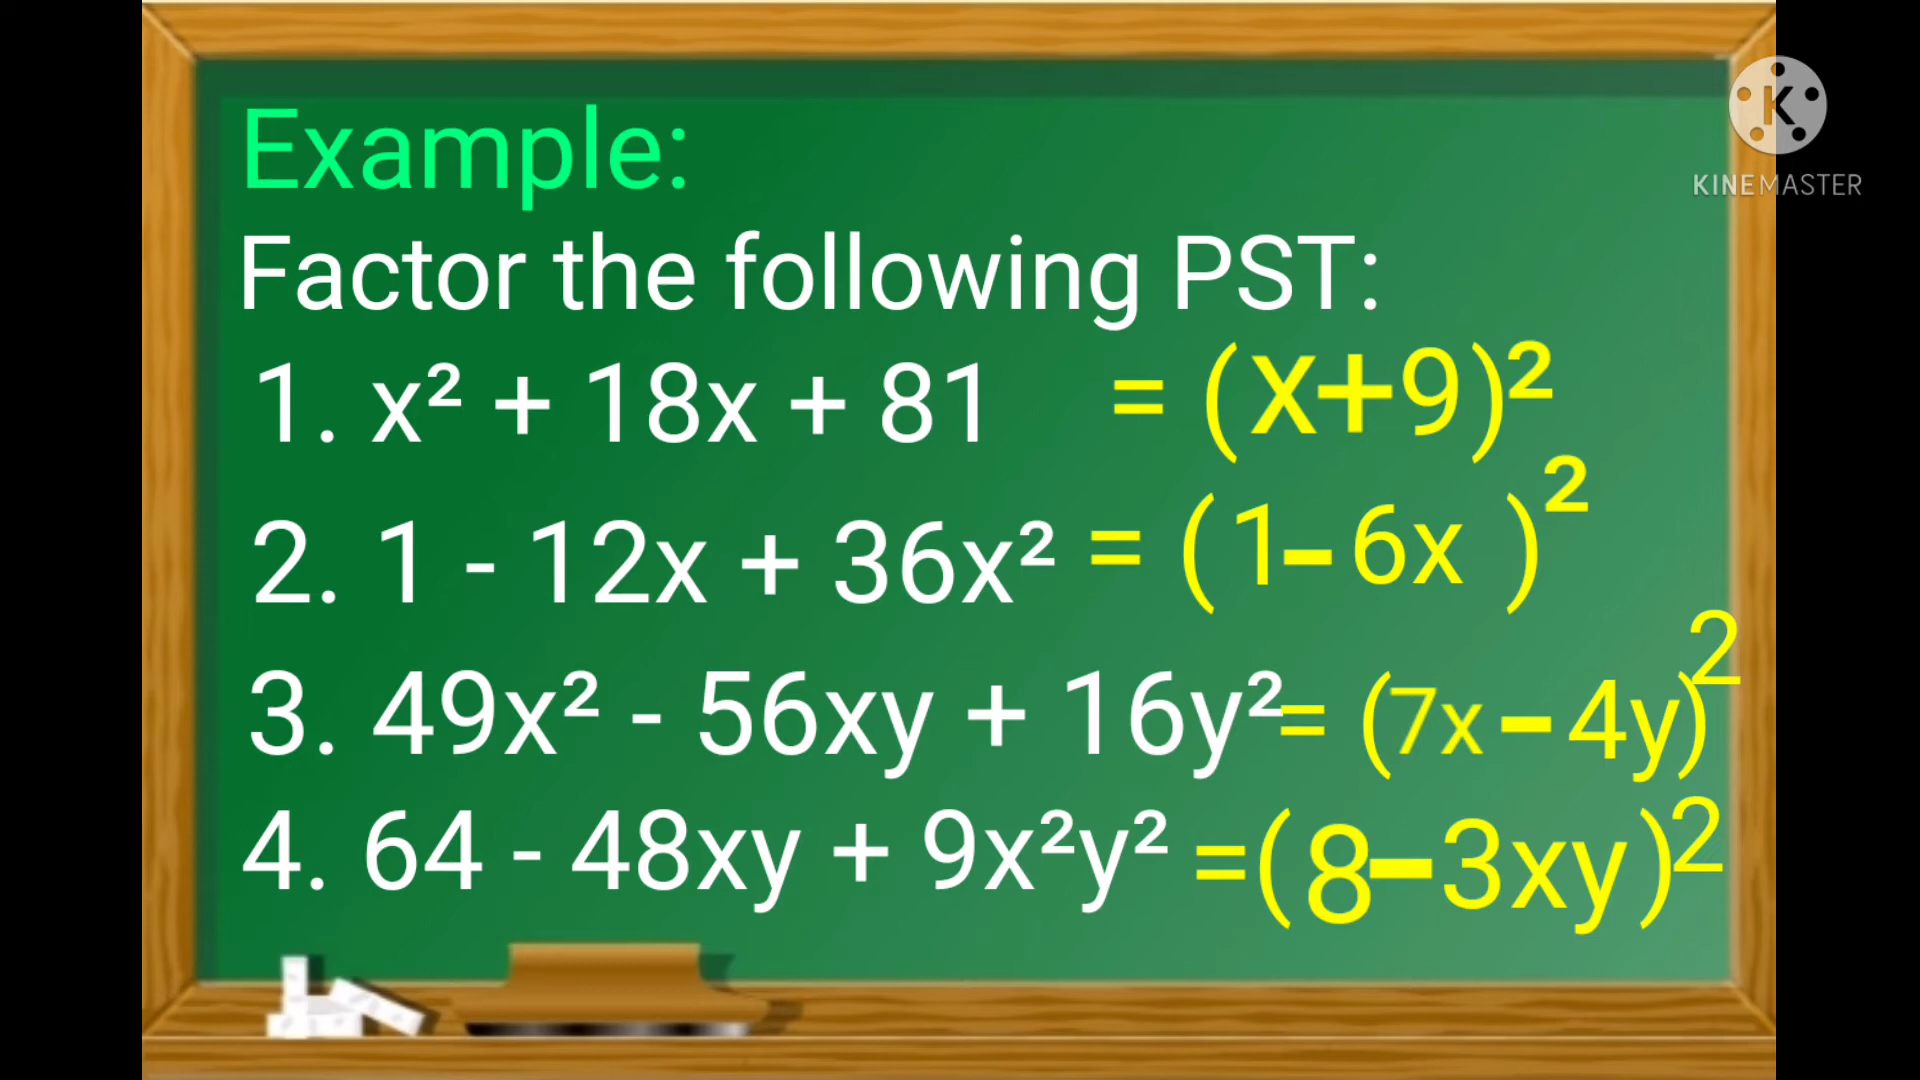 Example:
KINEMASTER
Factor the following PST:
1. x² + 18x + 81 = (x+9)²
2. 1 - 12x + 36x² = (1-6x)²
3. 49x² - 56xy + 16y² = (7x-4y)²
4. 64 - 48xy + 9x²y² =(8-3xy)²